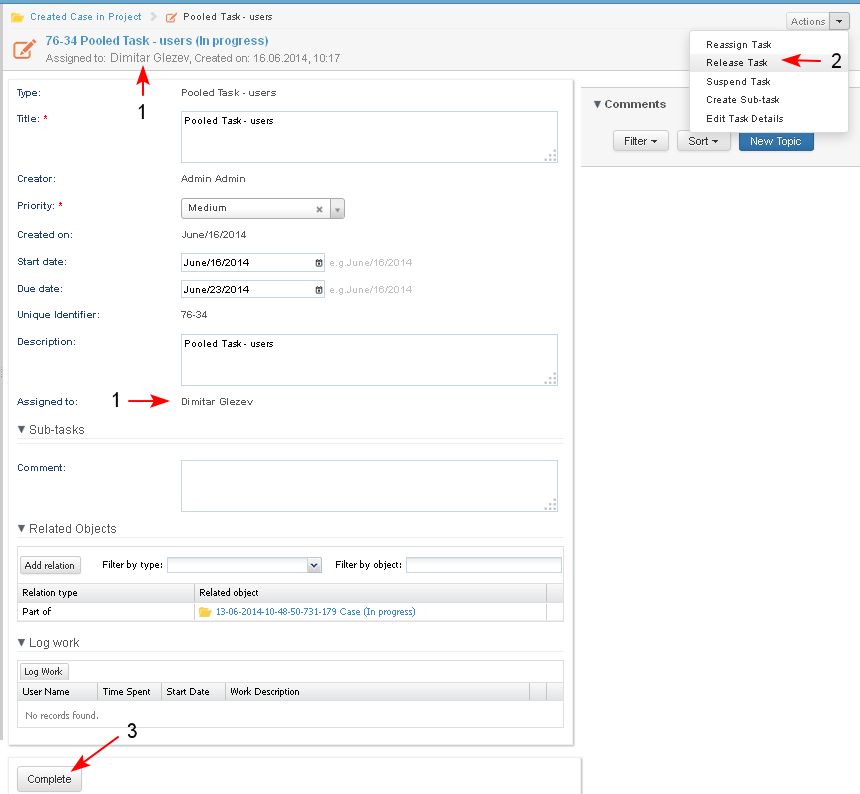 Created Case in Project Pooled Task - users
Actions
76-34 Pooled Task - users (In progress)
Assigned to: Dimitar Glezev, Created on: 16.06.2014, 10:17
Reassign Task
Release Task
2
Suspend Task
Create Sub-task
Edit Task Details
1
Type: Pooled Task - users
Title: * Pooled Task - users
Comments
Filter Sort New Topic
Creator: Admin Admin
Priority: * Medium
Created on: June/16/2014
Start date: June/16/2014 e.g.June/16/2014
Due date: June/23/2014 e.g.June/16/2014
Unique Identifier: 76-34
Description: Pooled Task - users
Assigned to: 1 Dimitar Glezev
Sub-tasks
Comment:
Related Objects
Add relation Filter by type: Filter by object:
Relation type Related object
Part of 13-06-2014-10-48-50-731-179 Case (In progress)
Log work
Log Work
User Name Time Spent Start Date Work Description
No records found.
3
Complete